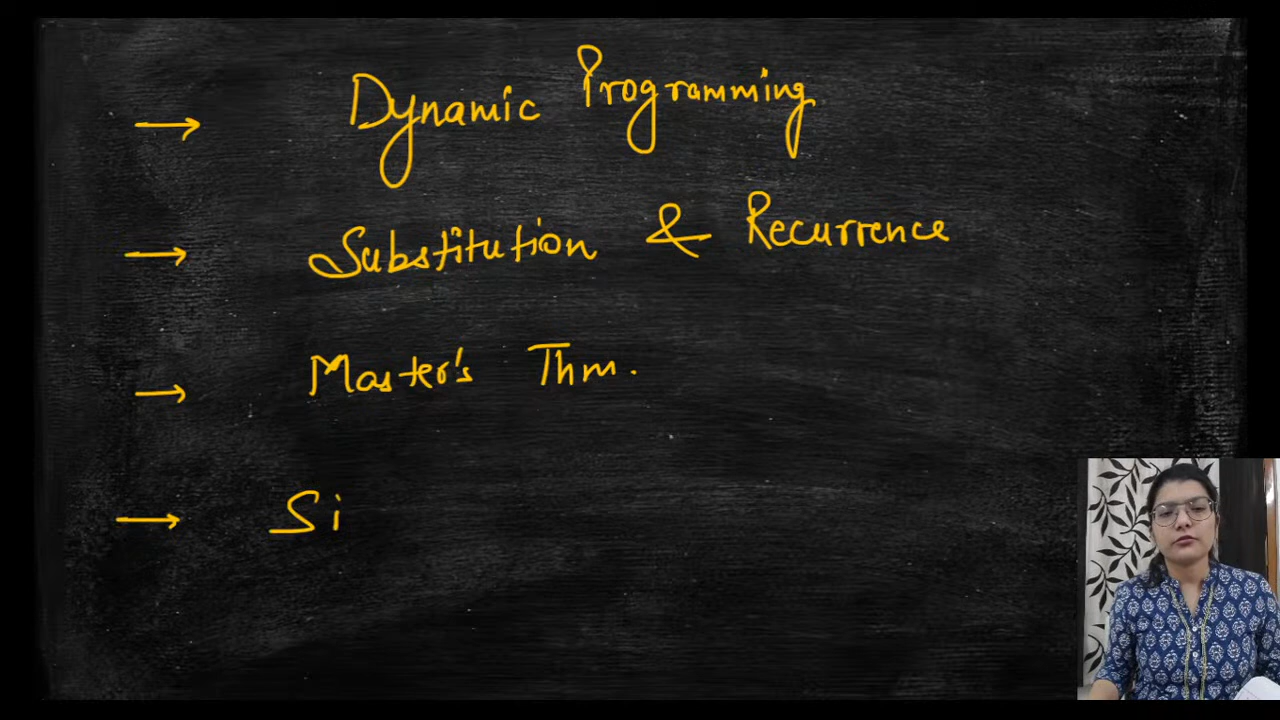 → Dynamic Programming
→ Substitution & Recurrence
→ Master's Thm.
→ Si